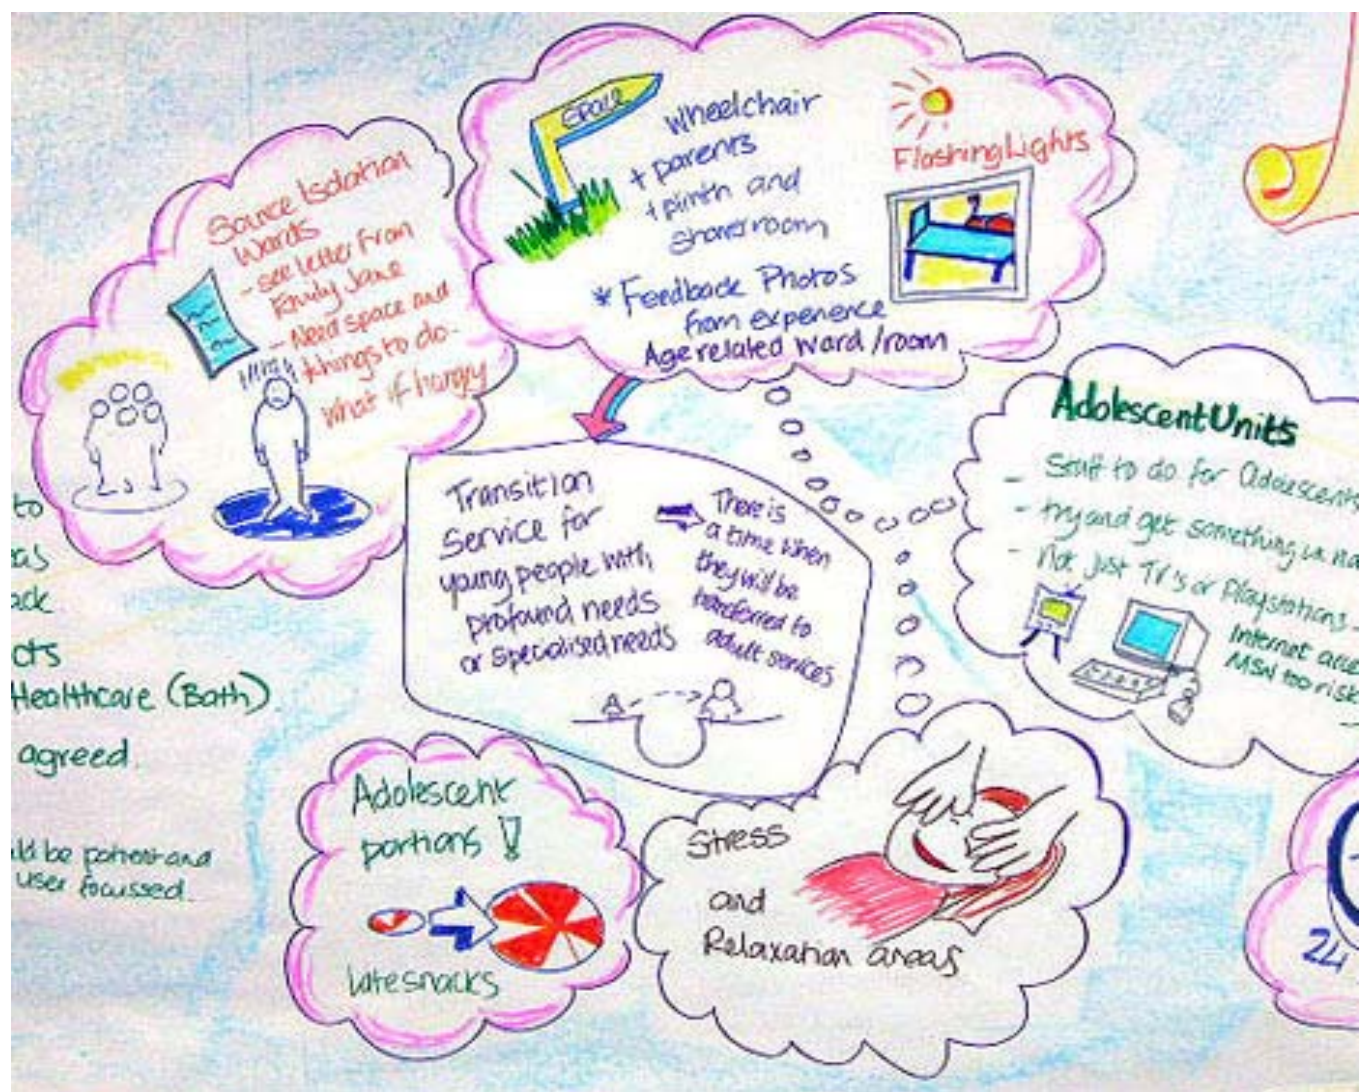 Source Isolation
Wards
- see letter from
Emily Jane
- Need space and
things to do.
What if hungry
SPACE
Wheelchair
+ parents
+ plinth and
shower room
Flashing Lights
* Feedback Photos
from experience
Age related ward/room
Adolescent Units
- Stuff to do for Adolescents
- try and get something in
- Not just TV's or Playstations -
Internet
MSN too risk
Transition
Service for
young people with
profound needs
or specialised needs
There is
a time when
they will be
transferred to
adult services
A
to
as
ack
cts
Healthcare (Bath)
agreed.
ld be patient and
user focussed.
Adolescent
portions !
late snacks
Stress
and
Relaxation areas
24